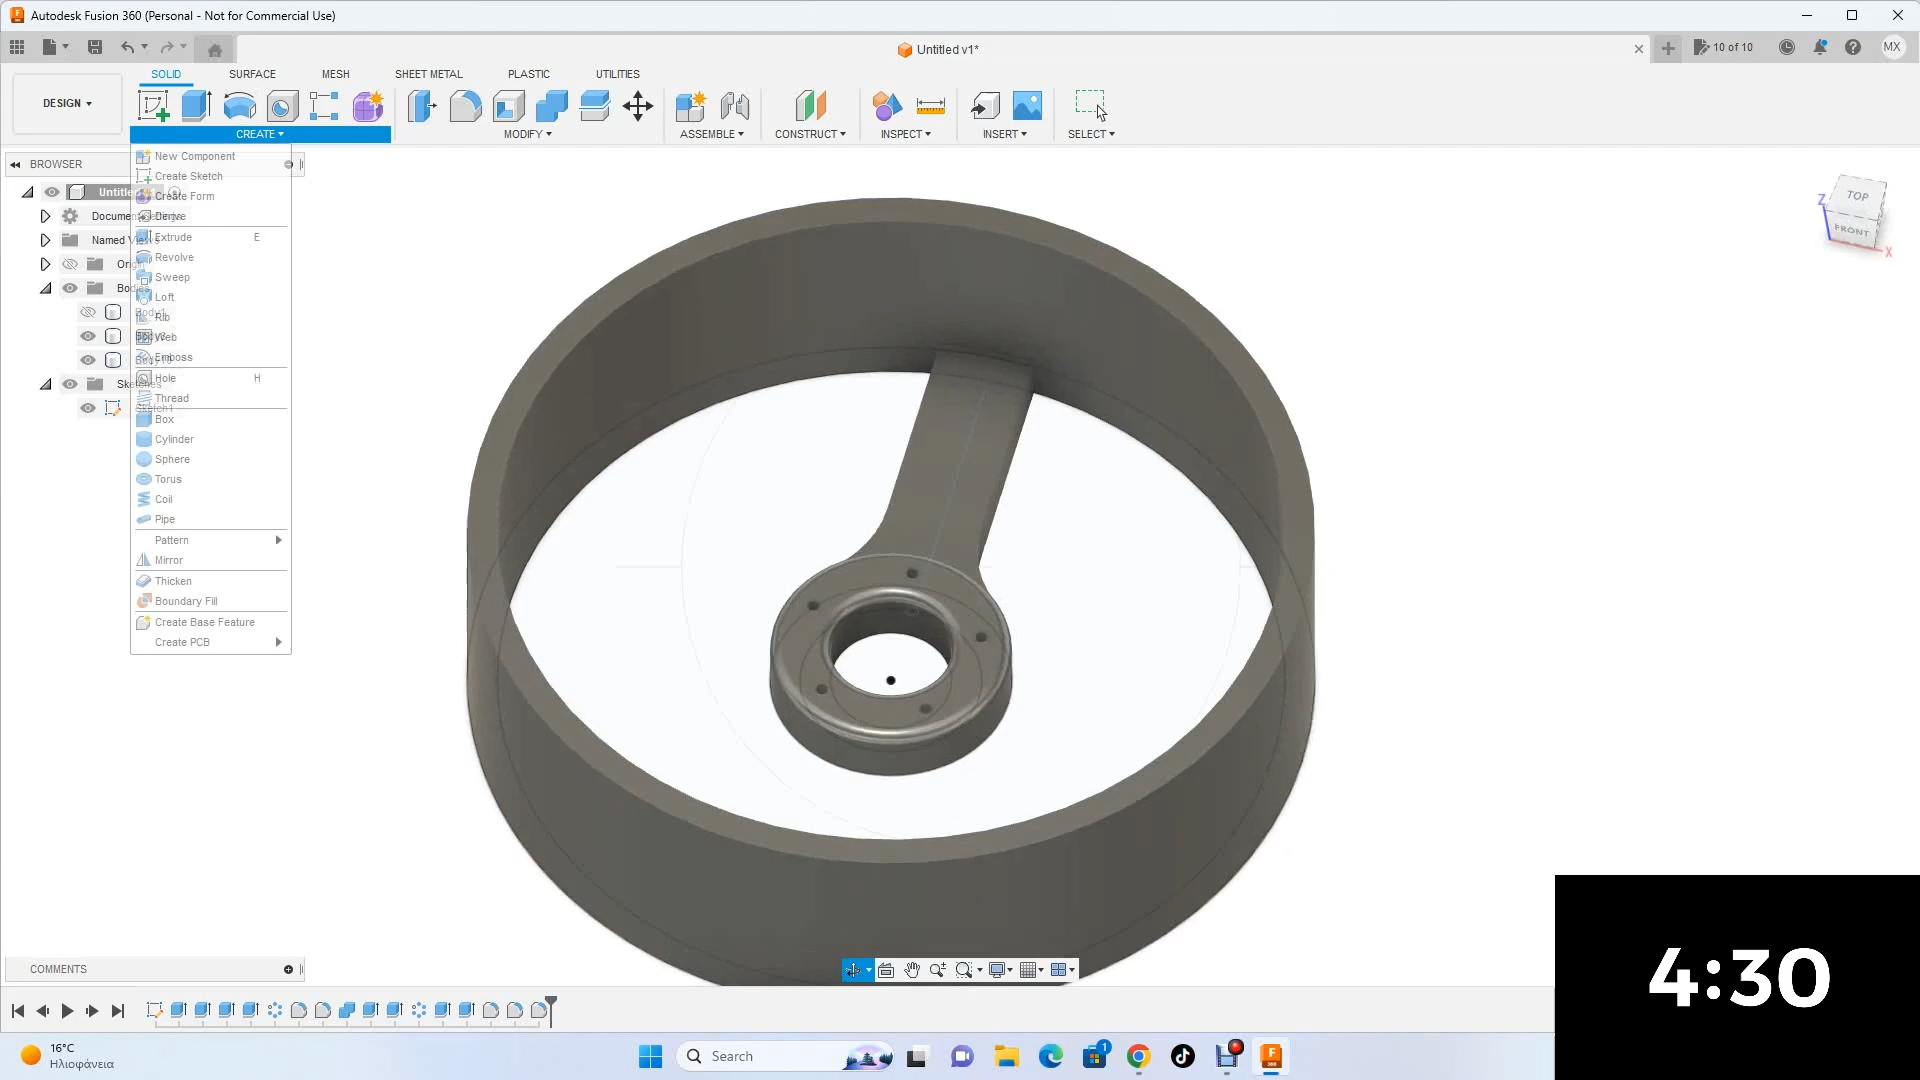 Autodesk Fusion 360 (Personal - Not for Commercial Use)
Untitled v1*
10 of 10
MX
DESIGN
SOLID
SURFACE
MESH
SHEET METAL
PLASTIC
UTILITIES
CREATE
MODIFY
ASSEMBLE
CONSTRUCT
INSPECT
INSERT
SELECT
BROWSER
New Component
Create Sketch
Create Form
Derive
Extrude E
Revolve
Sweep
Loft
Rib
Web
Emboss
Hole H
Thread
Box
Cylinder
Sphere
Torus
Coil
Pipe
Pattern
Mirror
Thicken
Boundary Fill
Create Base Feature
Create PCB
TOP
FRONT
Z
X
COMMENTS
4:30
16°C
Ηλιοφάνεια
Search
1
F
360